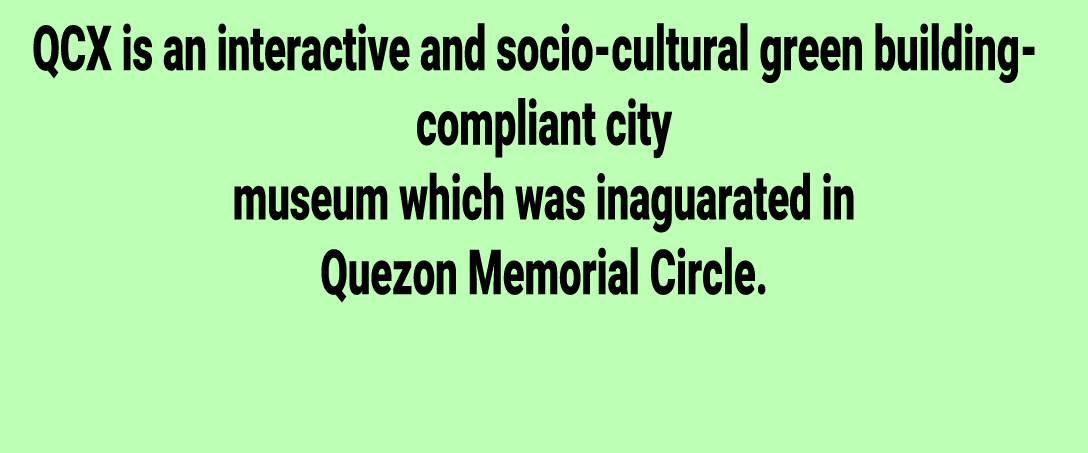 QCX is an interactive and socio-cultural green building-
compliant city
museum which was inaguarated in
Quezon Memorial Circle.